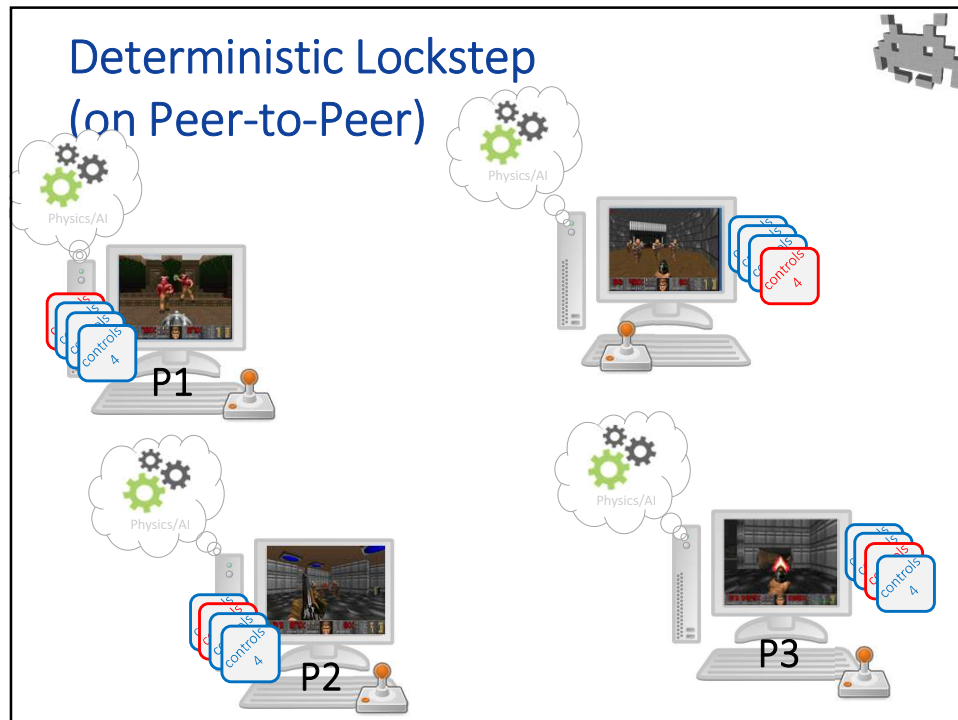 Deterministic Lockstep
(on Peer-to-Peer)
Physics/AI
Physics/AI
controls
4
controls
4
P1
Physics/AI
Physics/AI
controls
4
controls
4
P2
P3